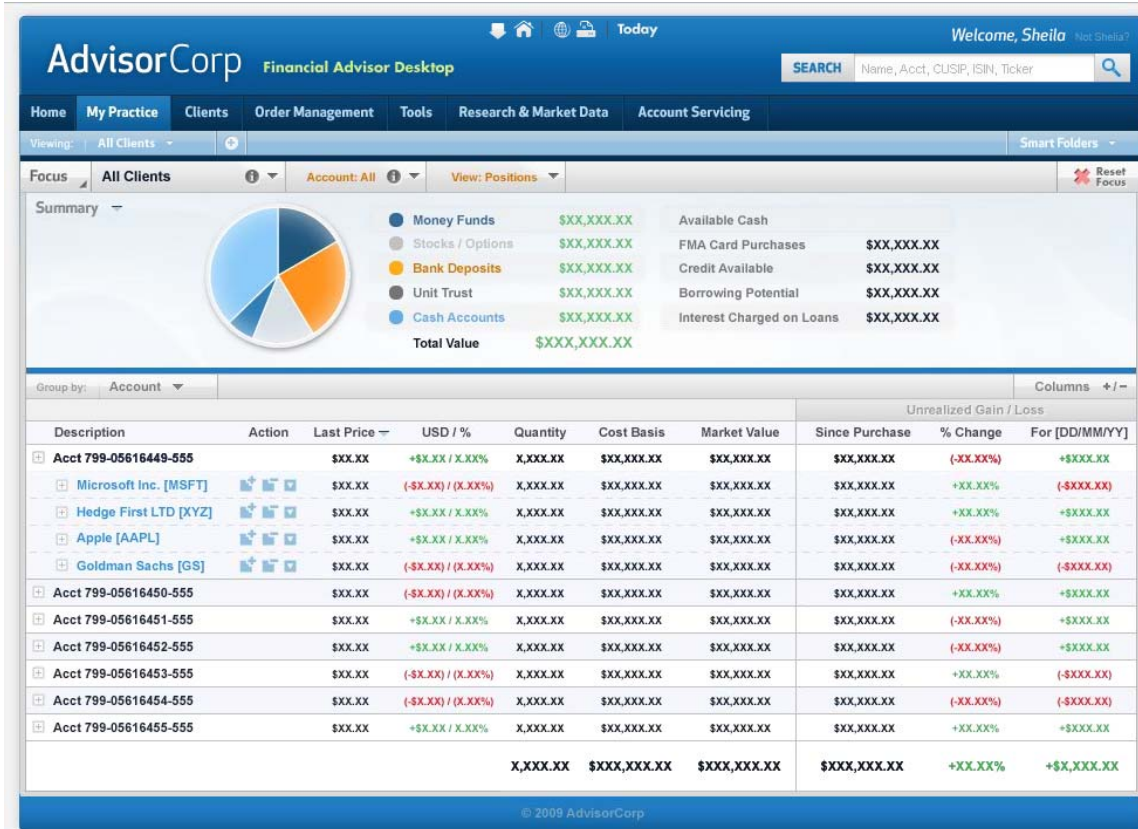 Today
Welcome, Sheila Not Shelia?
AdvisorCorp Financial Advisor Desktop
SEARCH Name, Acct, CUSIP, ISIN, Ticker
Home My Practice Clients Order Management Tools Research & Market Data Account Servicing
Viewing: All Clients Smart Folders
Focus All Clients Account: All View: Positions Reset Focus
Summary
Money Funds $XX,XXX.XX Available Cash
Stocks / Options $XX,XXX.XX FMA Card Purchases $XX,XXX.XX
Bank Deposits $XX,XXX.XX Credit Available $XX,XXX.XX
Unit Trust $XX,XXX.XX Borrowing Potential $XX,XXX.XX
Cash Accounts $XX,XXX.XX Interest Charged on Loans $XX,XXX.XX
Total Value $XXX,XXX.XX
Group by: Account Columns +/-
Unrealized Gain / Loss
Description Action Last Price USD / % Quantity Cost Basis Market Value Since Purchase % Change For [DD/MM/YY]
Acct 799-05616449-555 $XX.XX +$X.XX / X.XX% X,XXX.XX $XX,XXX.XX $XX,XXX.XX $XX,XXX.XX (-XX.XX%) +$XXX.XX
Microsoft Inc. [MSFT] $XX.XX (-$X.XX) / (X.XX%) X,XXX.XX $XX,XXX.XX $XX,XXX.XX $XX,XXX.XX +XX.XX% (-$XXX.XX)
Hedge First LTD [XYZ] $XX.XX +$X.XX / X.XX% X,XXX.XX $XX,XXX.XX $XX,XXX.XX $XX,XXX.XX +XX.XX% +$XXX.XX
Apple [AAPL] $XX.XX +$X.XX / X.XX% X,XXX.XX $XX,XXX.XX $XX,XXX.XX $XX,XXX.XX (-XX.XX%) +$XXX.XX
Goldman Sachs [GS] $XX.XX (-$X.XX) / (X.XX%) X,XXX.XX $XX,XXX.XX $XX,XXX.XX $XX,XXX.XX (-XX.XX%) (-$XXX.XX)
Acct 799-05616450-555 $XX.XX (-$X.XX) / (X.XX%) X,XXX.XX $XX,XXX.XX $XX,XXX.XX $XX,XXX.XX +XX.XX% +$XXX.XX
Acct 799-05616451-555 $XX.XX +$X.XX / X.XX% X,XXX.XX $XX,XXX.XX $XX,XXX.XX $XX,XXX.XX (-XX.XX%) +$XXX.XX
Acct 799-05616452-555 $XX.XX +$X.XX / X.XX% X,XXX.XX $XX,XXX.XX $XX,XXX.XX $XX,XXX.XX (-XX.XX%) +$XXX.XX
Acct 799-05616453-555 $XX.XX (-$X.XX) / (X.XX%) X,XXX.XX $XX,XXX.XX $XX,XXX.XX $XX,XXX.XX +XX.XX% (-$XXX.XX)
Acct 799-05616454-555 $XX.XX (-$X.XX) / (X.XX%) X,XXX.XX $XX,XXX.XX $XX,XXX.XX $XX,XXX.XX (-XX.XX%) (-$XXX.XX)
Acct 799-05616455-555 $XX.XX +$X.XX / X.XX% X,XXX.XX $XX,XXX.XX $XX,XXX.XX $XX,XXX.XX +XX.XX% +$XXX.XX
X,XXX.XX $XXX,XXX.XX $XXX,XXX.XX $XXX,XXX.XX +XX.XX% +$X,XXX.XX
© 2009 AdvisorCorp